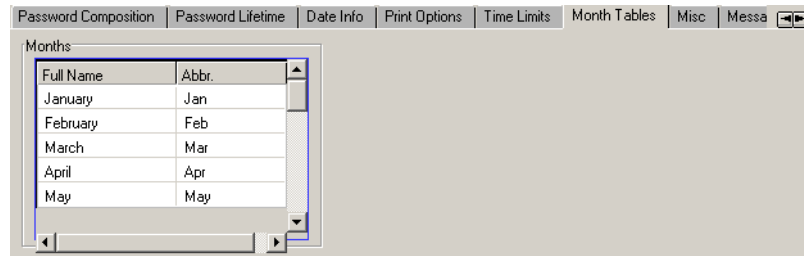 Password Composition Password Lifetime Date Info Print Options Time Limits Month Tables Misc Messa
Months
Full Name Abbr.
January Jan
February Feb
March Mar
April Apr
May May